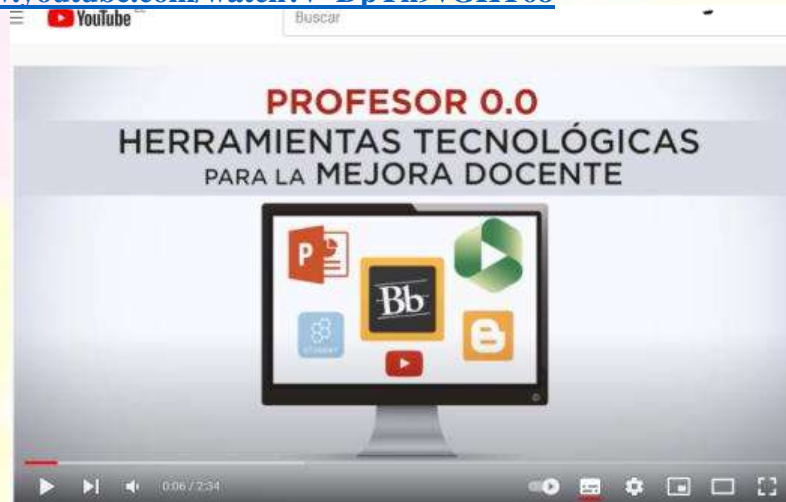 YouTube
Buscar
PROFESOR 0.0
HERRAMIENTAS TECNOLÓGICAS
PARA LA MEJORA DOCENTE
P
Bb
B
0:06 / 2:34